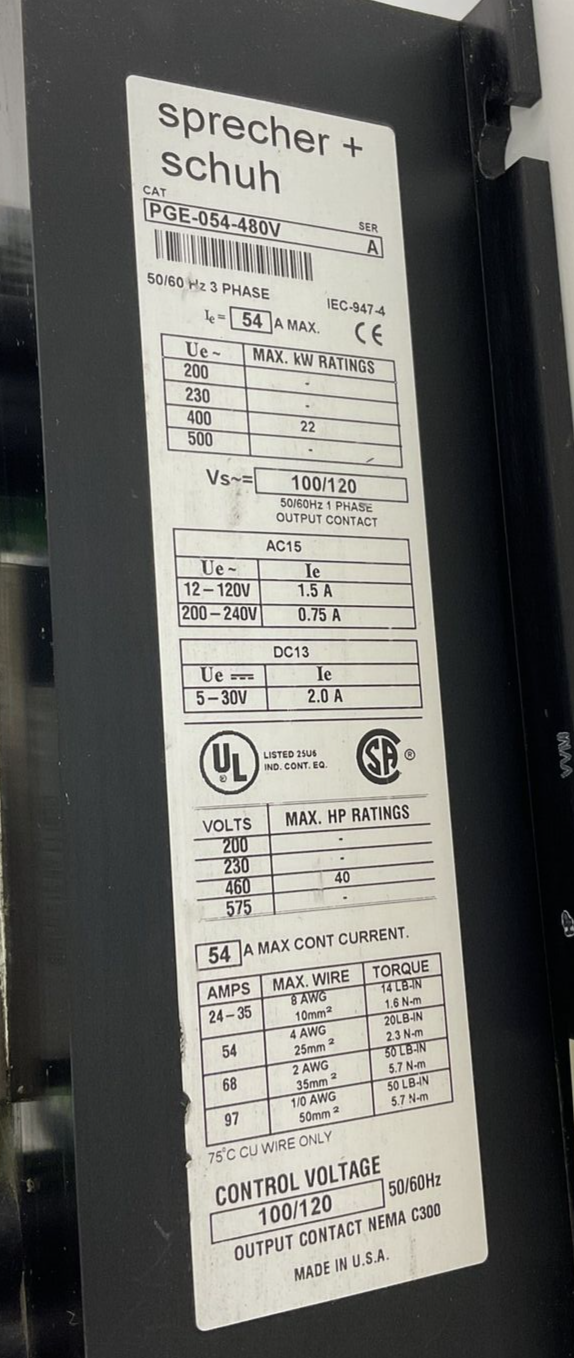 sprecher +
schuh
CAT
PGE-054-480V
SER
A
50/60 Hz 3 PHASE
IEC-947-4
Ie= 54 A MAX.
CE
Ue~ MAX. kW RATINGS
200 -
230 -
400 22
500 -
Vs~= 100/120
50/60Hz 1 PHASE
OUTPUT CONTACT
AC15
Ue~ Ie
12-120V 1.5 A
200-240V 0.75 A
DC13
Ue Ie
5-30V 2.0 A
UL ®
LISTED 25U6
IND. CONT. EQ.
SA ®
VOLTS MAX. HP RATINGS
200 -
230 -
460 40
575 -
54 A MAX CONT CURRENT.
AMPS MAX. WIRE TORQUE
24-35 8 AWG 14 LB-IN
10mm² 1.6 N-m
54 4 AWG 20LB-IN
25mm² 2.3 N-m
68 2 AWG 50 LB-IN
35mm² 5.7 N-m
97 1/0 AWG 50 LB-IN
50mm² 5.7 N-m
75°C CU WIRE ONLY
CONTROL VOLTAGE
100/120 50/60Hz
OUTPUT CONTACT NEMA C300
MADE IN U.S.A.